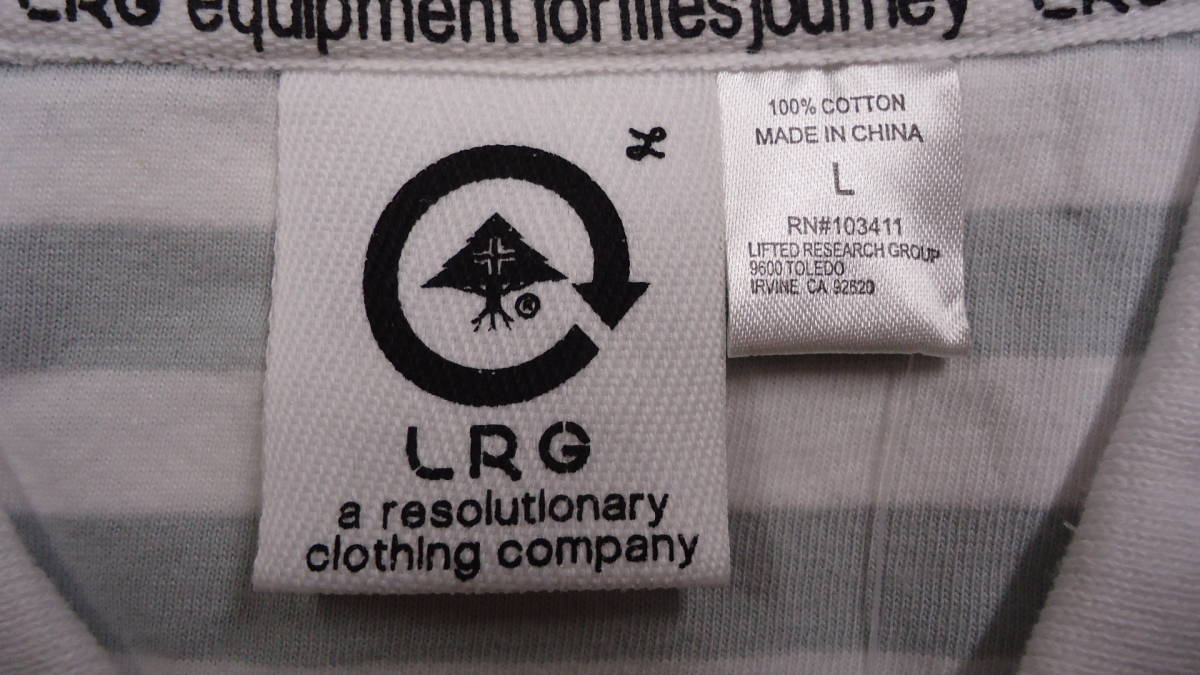 LRG equipment for lifes journey LRG
L
®
LRG
a resolutionary
clothing company
100% COTTON
MADE IN CHINA
L
RN#103411
LIFTED RESEARCH GROUP
9600 TOLEDO
IRVINE, CA 92620